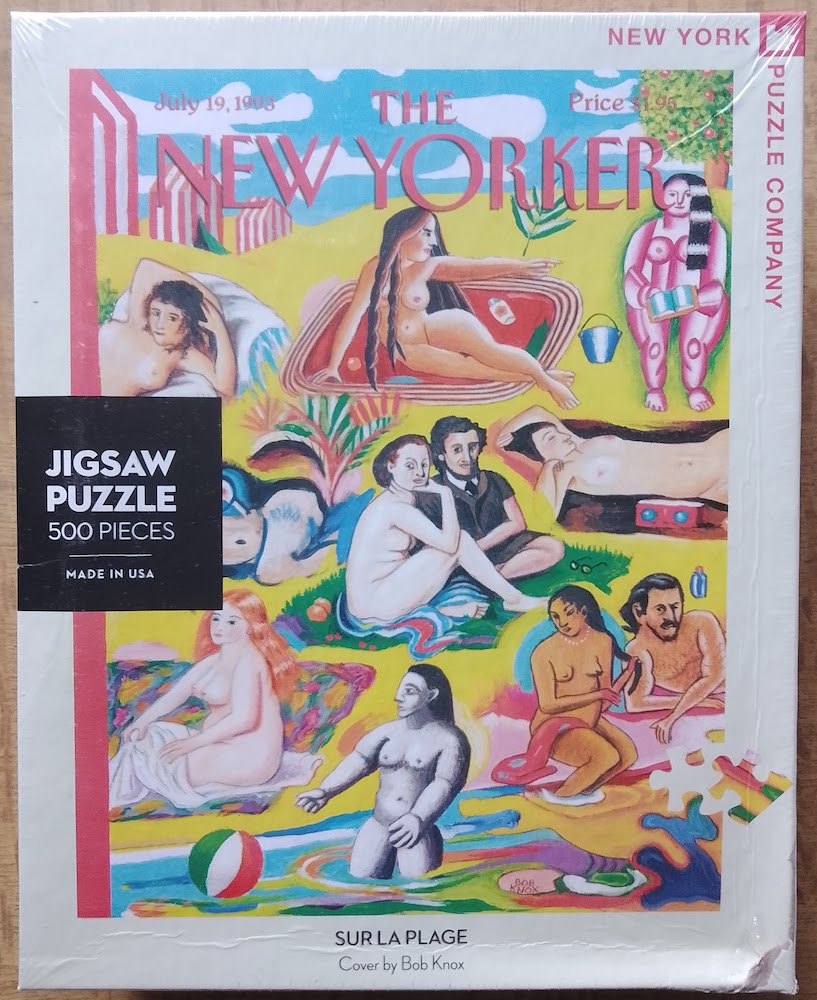 NEW YORK
PUZZLE COMPANY
July 19, 1993
THE
Price $1.95
NEW YORKER
JIGSAW
PUZZLE
500 PIECES
MADE IN USA
BOB
KNOX
SUR LA PLAGE
Cover by Bob Knox